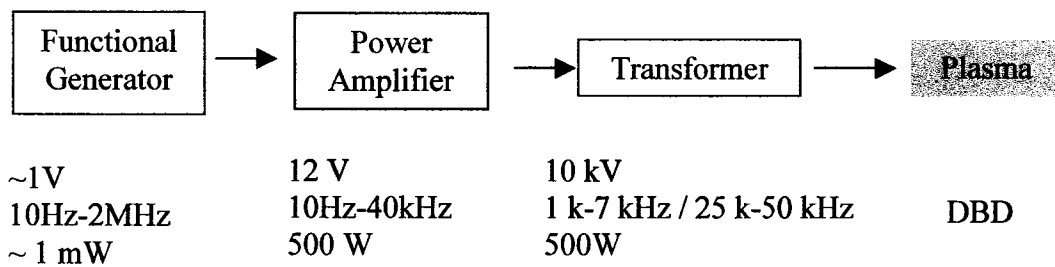 Functional
Generator
Power
Amplifier
Transformer
Plasma
~1V
10Hz-2MHz
~ 1 mW
12 V
10Hz-40kHz
500 W
10 kV
1 k-7 kHz / 25 k-50 kHz
500W
DBD